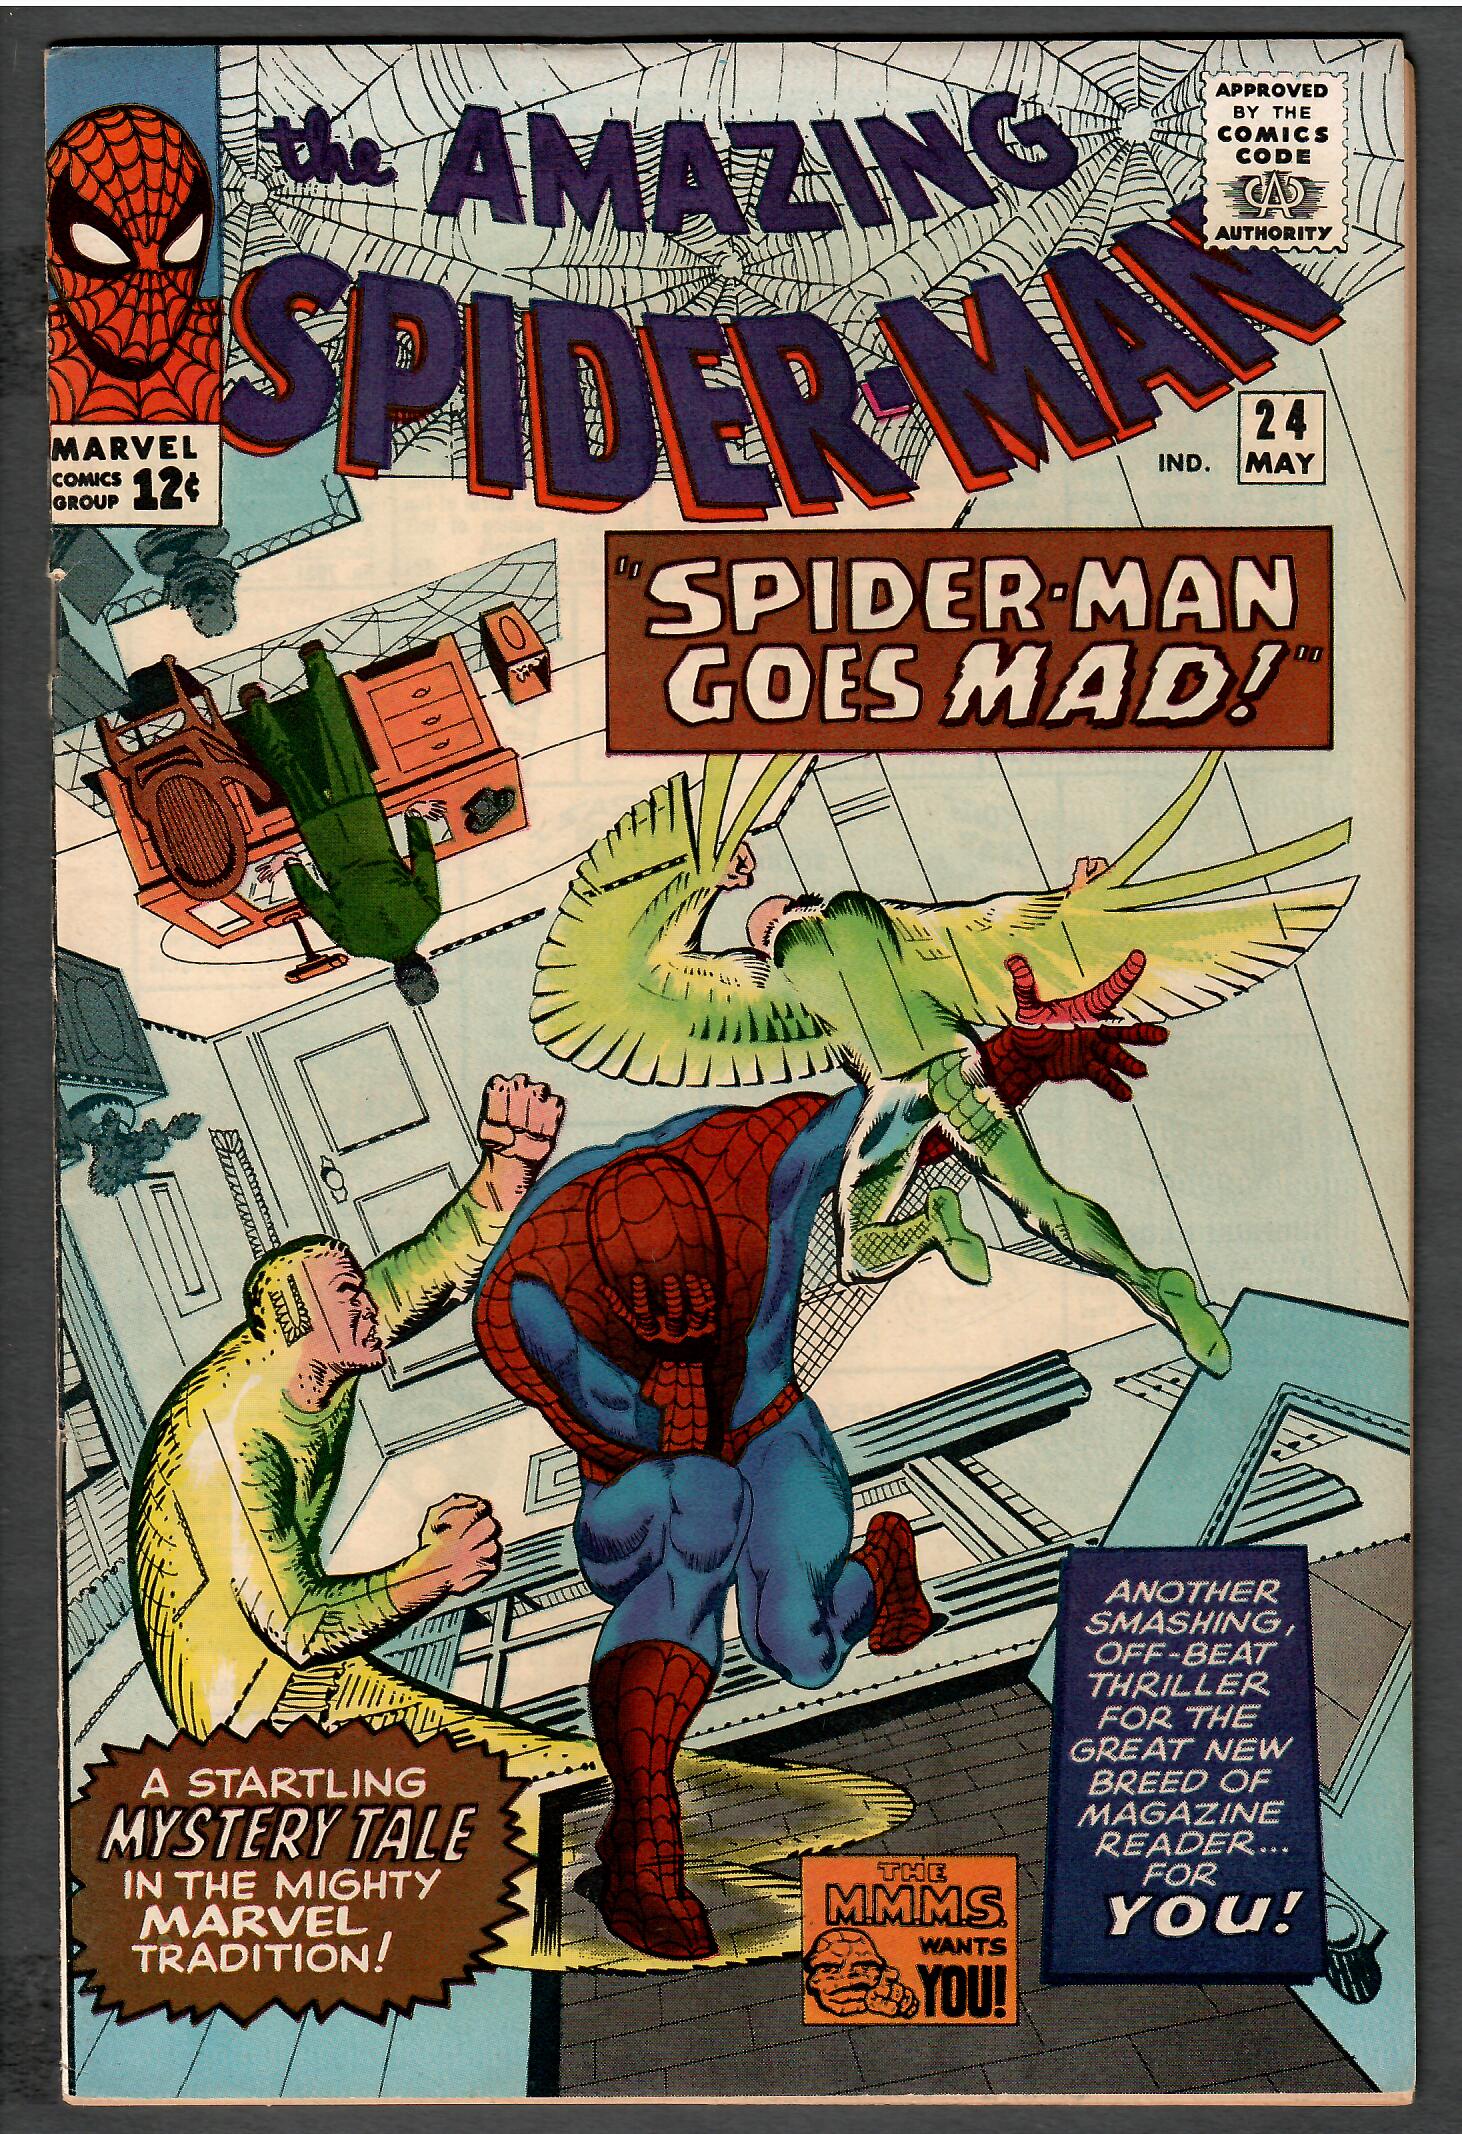 the AMAZING
SPIDER-MAN
APPROVED
BY THE
COMICS
CODE
CA
AUTHORITY
MARVEL
COMICS
GROUP 12¢
IND.
24
MAY
"SPIDER-MAN
GOES MAD!"
ANOTHER
SMASHING,
OFF-BEAT
THRILLER
FOR THE
GREAT NEW
BREED OF
MAGAZINE
READER...
FOR
YOU!
A STARTLING
MYSTERY TALE
IN THE MIGHTY
MARVEL
TRADITION!
THE
M.M.M.S.
WANTS
YOU!